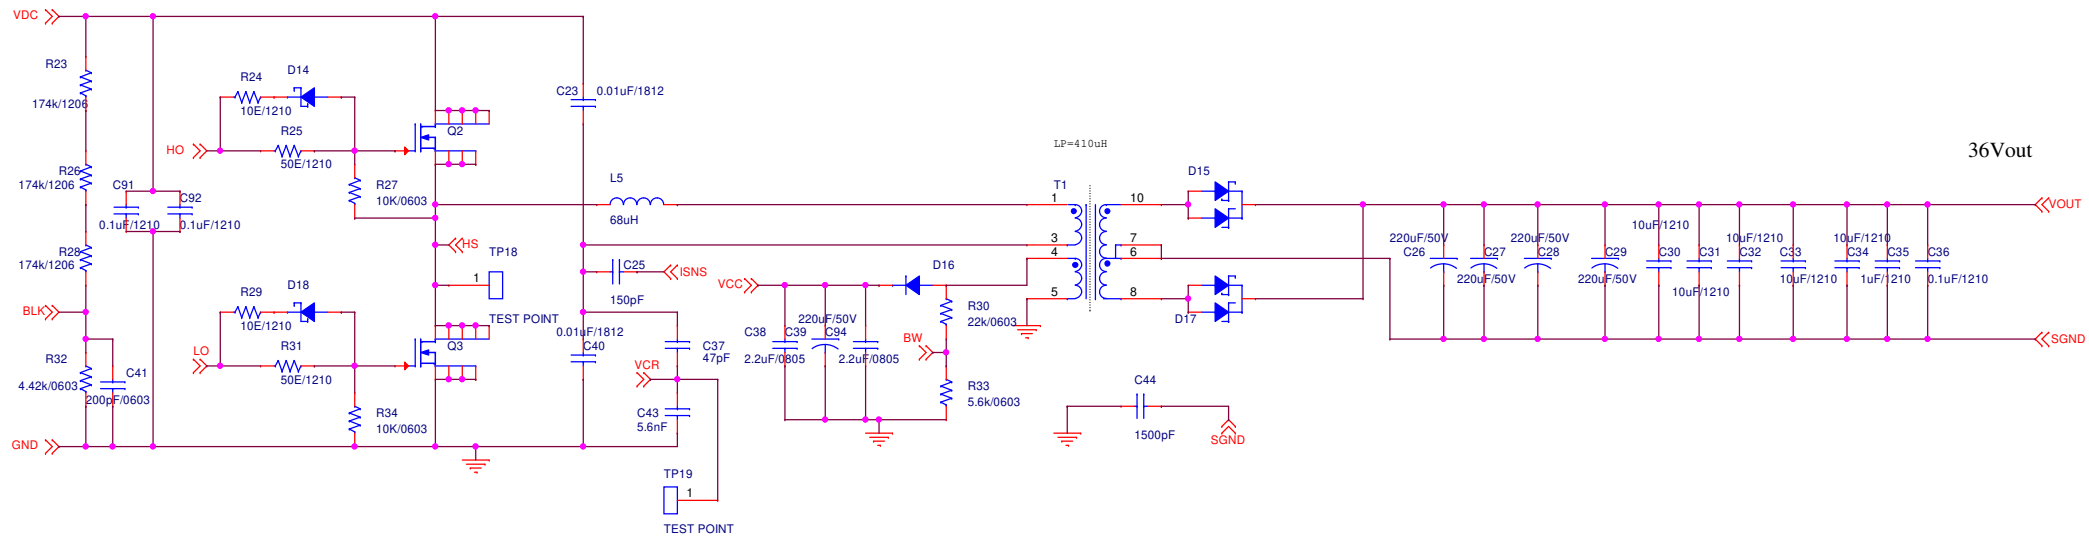 VDC
R23
174k/1206
R24
10E/1210
D14
R25
50E/1210
HO
Q2
R26
174k/1206
C91
0.1uF/1210
C92
0.1uF/1210
R27
10K/0603
R28
174k/1206
HS
TP18
1
TEST POINT
BLK
R29
10E/1210
D18
LO
R31
50E/1210
Q3
R32
4.42k/0603
C41
200pF/0603
R34
10K/0603
GND
C23
0.01uF/1812
L5
68uH
C25
150pF
ISNS
0.01uF/1812
C40
C37
47pF
VCR
C43
5.6nF
TP19
1
TEST POINT
VCC
D16
220uF/50V
C38
C39
C94
2.2uF/0805
2.2uF/0805
BW
R30
22k/0603
R33
5.6k/0603
LP=410uH
T1
1
3
4
5
10
7
6
8
D15
D17
C44
1500pF
SGND
36Vout
VOUT
220uF/50V
C26
C27
220uF/50V
220uF/50V
C28
C29
220uF/50V
10uF/1210
C30
C31
10uF/1210
10uF/1210
C32
C33
10uF/1210
10uF/1210
C34
C35
1uF/1210
C36
0.1uF/1210
SGND